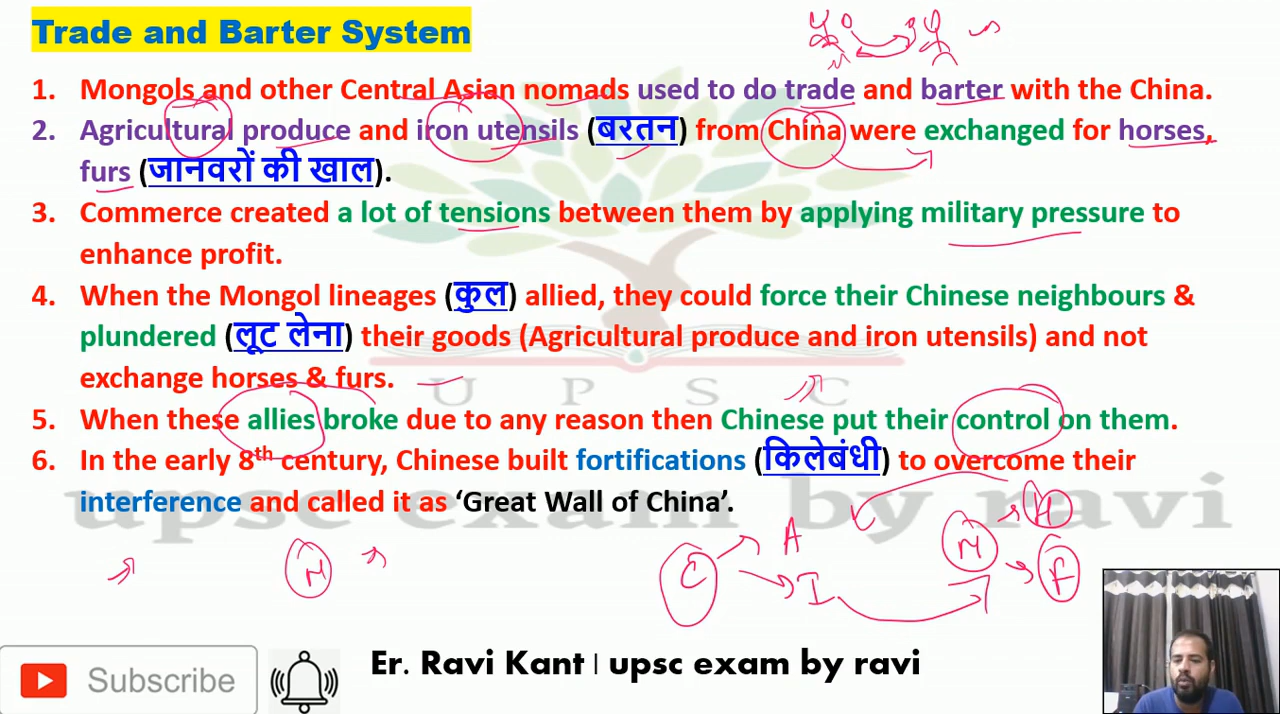 Trade and Barter System
1. Mongols and other Central Asian nomads used to do trade and barter with the China.
2. Agricultural produce and iron utensils (बरतन) from China were exchanged for horses,
furs (जानवरों की खाल).
3. Commerce created a lot of tensions between them by applying military pressure to
enhance profit.
4. When the Mongol lineages (कुल) allied, they could force their Chinese neighbours &
plundered (लूट लेना) their goods (Agricultural produce and iron utensils) and not
exchange horses & furs.
UPSC
5. When these allies broke due to any reason then Chinese put their control on them.
6. In the early 8th century, Chinese built fortifications (किलेबंधी) to overcome their
interference and called it as ‘Great Wall of China’.
upsc exam by ravi
C A I M H F
M
Subscribe
Er. Ravi Kant | upsc exam by ravi